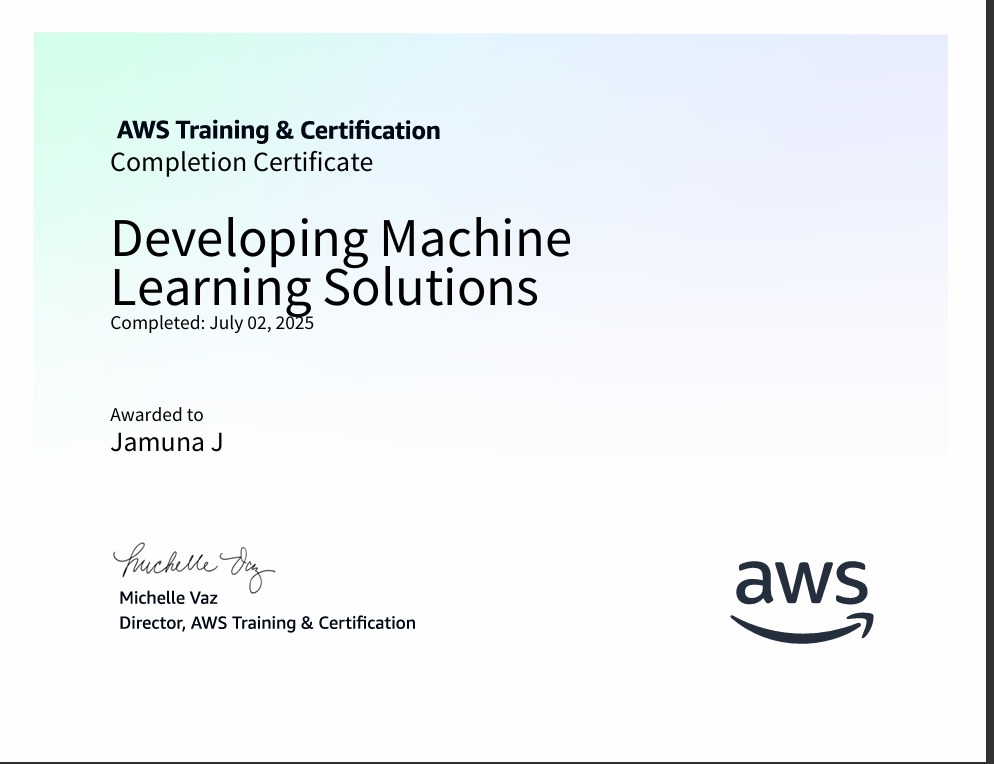 AWS Training & Certification
Completion Certificate
Developing Machine
Learning Solutions
Completed: July 02, 2025
Awarded to
Jamuna J
Michelle Vaz
Michelle Vaz
Director, AWS Training & Certification
aws